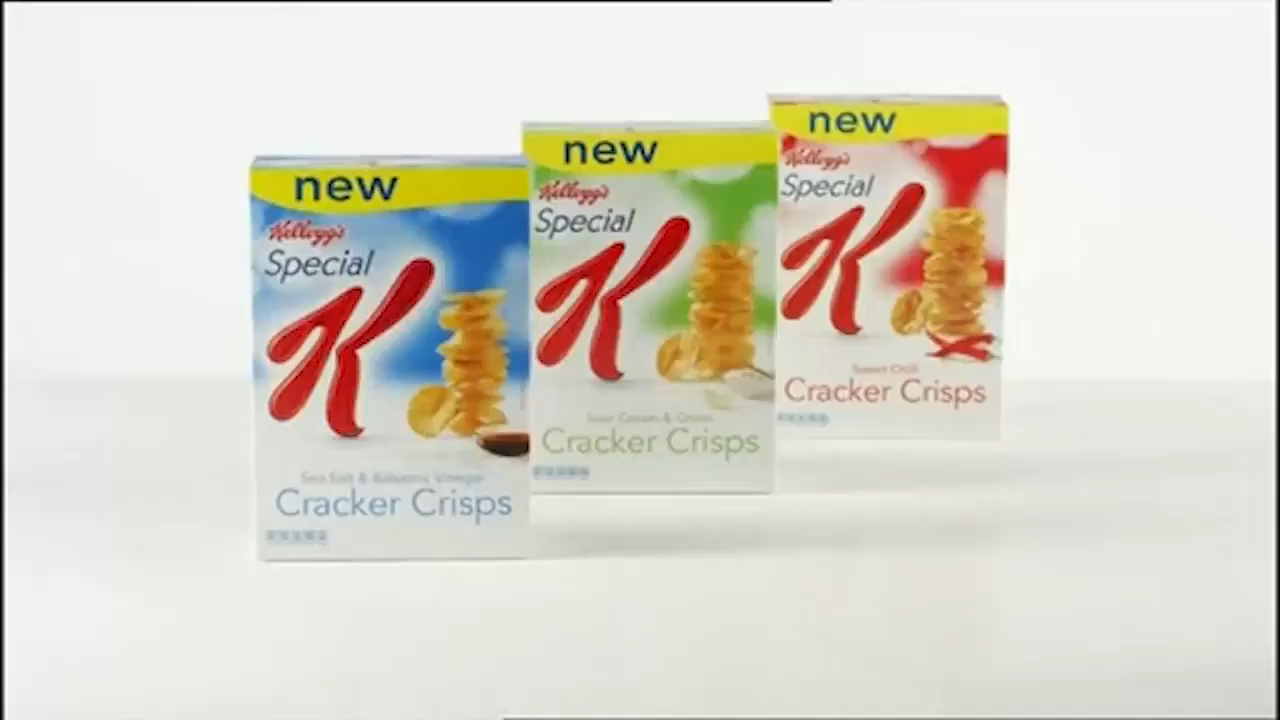 new
Kellogg's
Special
K
Sea Salt & Balsamic Vinegar
Cracker Crisps
new
Kellogg's
Special
K
Sour Cream & Onion
Cracker Crisps
new
Kellogg's
Special
K
Sweet Chilli
Cracker Crisps